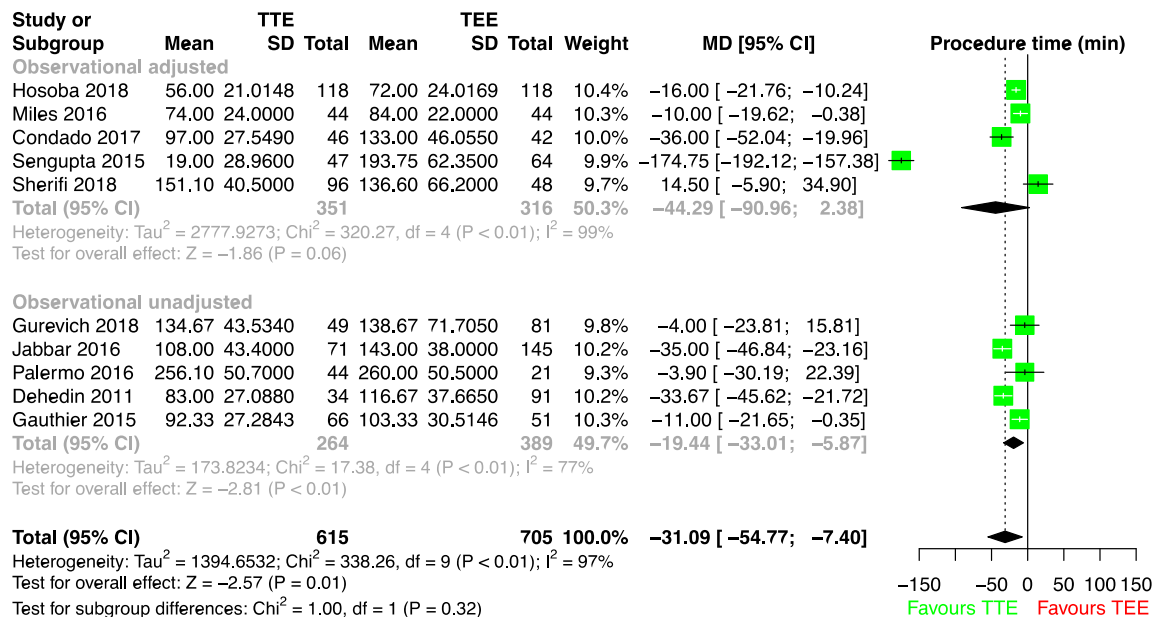 Study or TTE TEE
Subgroup Mean SD Total Mean SD Total Weight MD [95% CI] Procedure time (min)
Observational adjusted
Hosoba 2018 56.00 21.0148 118 72.00 24.0169 118 10.4% −16.00 [ −21.76; −10.24]
Miles 2016 74.00 24.0000 44 84.00 22.0000 44 10.3% −10.00 [ −19.62; −0.38]
Condado 2017 97.00 27.5490 46 133.00 46.0550 42 10.0% −36.00 [ −52.04; −19.96]
Sengupta 2015 19.00 28.9600 47 193.75 62.3500 64 9.9% −174.75 [ −192.12; −157.38]
Sherifi 2018 151.10 40.5000 96 136.60 66.2000 48 9.7% 14.50 [ −5.90; 34.90]
Total (95% CI) 351 316 50.3% −44.29 [ −90.96; 2.38]
Heterogeneity: Tau² = 2777.9273; Chi² = 320.27, df = 4 (P < 0.01); I² = 99%
Test for overall effect: Z = −1.86 (P = 0.06)
Observational unadjusted
Gurevich 2018 134.67 43.5340 49 138.67 71.7050 81 9.8% −4.00 [ −23.81; 15.81]
Jabbar 2016 108.00 43.4000 71 143.00 38.0000 145 10.2% −35.00 [ −46.84; −23.16]
Palermo 2016 256.10 50.7000 44 260.00 50.5000 21 9.3% −3.90 [ −30.19; 22.39]
Dehedin 2011 83.00 27.0880 34 116.67 37.6650 91 10.2% −33.67 [ −45.62; −21.72]
Gauthier 2015 92.33 27.2843 66 103.33 30.5146 51 10.3% −11.00 [ −21.65; −0.35]
Total (95% CI) 264 389 49.7% −19.44 [ −33.01; −5.87]
Heterogeneity: Tau² = 173.8234; Chi² = 17.38, df = 4 (P < 0.01); I² = 77%
Test for overall effect: Z = −2.81 (P < 0.01)
Total (95% CI) 615 705 100.0% −31.09 [ −54.77; −7.40]
Heterogeneity: Tau² = 1394.6532; Chi² = 338.26, df = 9 (P < 0.01); I² = 97%
Test for overall effect: Z = −2.57 (P = 0.01)
Test for subgroup differences: Chi² = 1.00, df = 1 (P = 0.32)
−150 −50 0 50 100 150
Favours TTE Favours TEE